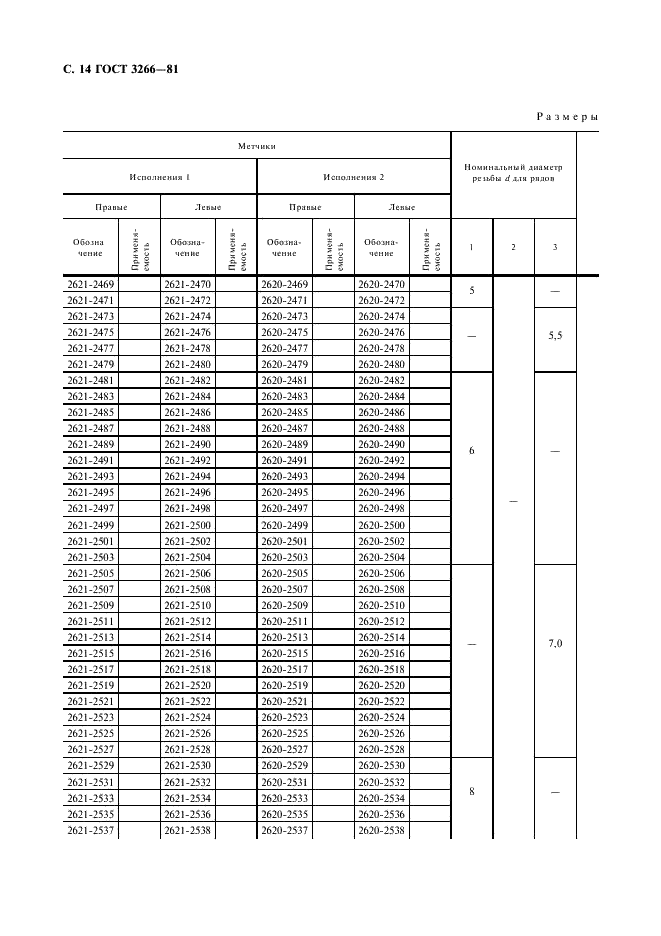 С. 14 ГОСТ 3266—81
Размеры
Метчики
Номинальный диаметр
резьбы d для рядов
Исполнения 1 Исполнения 2
Правые Левые Правые Левые
Обозна
чение
Применя-
емость
Обозна-
чение
Применя-
емость
Обозна-
чение
Применя-
емость
Обозна-
чение
Применя-
емость
1 2 3
2621-2469 2621-2470 2620-2469 2620-2470
5 —
2621-2471 2621-2472 2620-2471 2620-2472
2621-2473 2621-2474 2620-2473 2620-2474
2621-2475 2621-2476 2620-2475 2620-2476
— 5,5
2621-2477 2621-2478 2620-2477 2620-2478
2621-2479 2621-2480 2620-2479 2620-2480
2621-2481 2621-2482 2620-2481 2620-2482
2621-2483 2621-2484 2620-2483 2620-2484
2621-2485 2621-2486 2620-2485 2620-2486
2621-2487 2621-2488 2620-2487 2620-2488
2621-2489 2621-2490 2620-2489 2620-2490
6 —
2621-2491 2621-2492 2620-2491 2620-2492
2621-2493 2621-2494 2620-2493 2620-2494
2621-2495 2621-2496 2620-2495 2620-2496
—
2621-2497 2621-2498 2620-2497 2620-2498
2621-2499 2621-2500 2620-2499 2620-2500
2621-2501 2621-2502 2620-2501 2620-2502
2621-2503 2621-2504 2620-2503 2620-2504
2621-2505 2621-2506 2620-2505 2620-2506
2621-2507 2621-2508 2620-2507 2620-2508
2621-2509 2621-2510 2620-2509 2620-2510
2621-2511 2621-2512 2620-2511 2620-2512
2621-2513 2621-2514 2620-2513 2620-2514
— 7,0
2621-2515 2621-2516 2620-2515 2620-2516
2621-2517 2621-2518 2620-2517 2620-2518
2621-2519 2621-2520 2620-2519 2620-2520
2621-2521 2621-2522 2620-2521 2620-2522
2621-2523 2621-2524 2620-2523 2620-2524
2621-2525 2621-2526 2620-2525 2620-2526
2621-2527 2621-2528 2620-2527 2620-2528
2621-2529 2621-2530 2620-2529 2620-2530
2621-2531 2621-2532 2620-2531 2620-2532
8 —
2621-2533 2621-2534 2620-2533 2620-2534
2621-2535 2621-2536 2620-2535 2620-2536
2621-2537 2621-2538 2620-2537 2620-2538